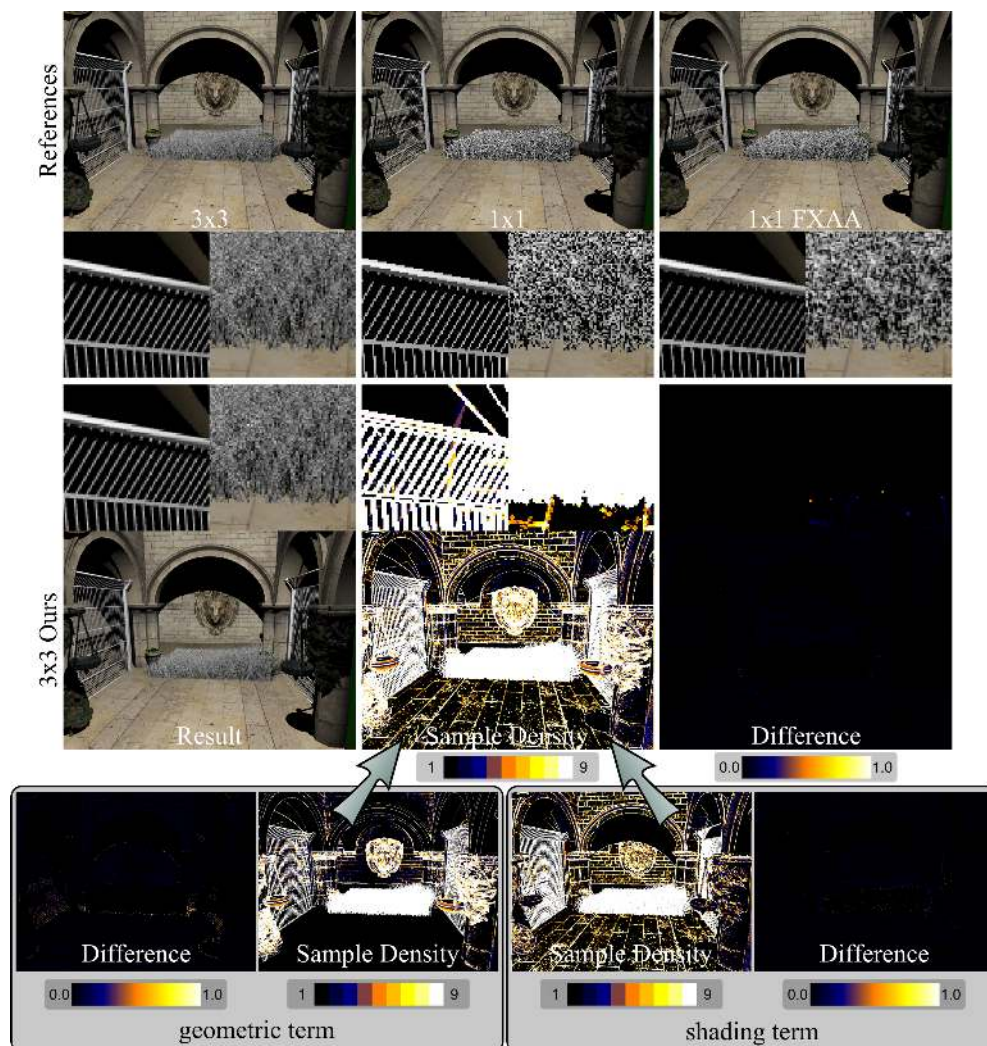 References
3x3
1x1
1x1 FXAA
3x3 Ours
Result
Sample Density
Difference
1 9
0.0 1.0
Difference
Sample Density
Sample Density
Difference
0.0 1.0
1 9
1 9
0.0 1.0
geometric term
shading term